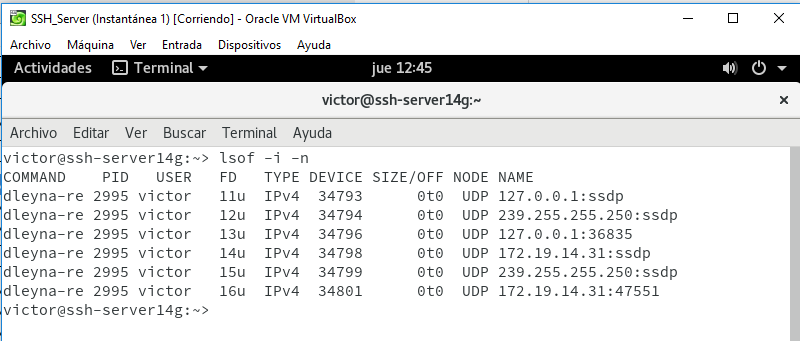 SSH_Server (Instantánea 1) [Corriendo] - Oracle VM VirtualBox
Archivo Máquina Ver Entrada Dispositivos Ayuda
Actividades Terminal jue 12:45
victor@ssh-server14g:~
Archivo Editar Ver Buscar Terminal Ayuda
victor@ssh-server14g:~> lsof -i -n
COMMAND PID USER FD TYPE DEVICE SIZE/OFF NODE NAME
dleyna-re 2995 victor 11u IPv4 34793 0t0 UDP 127.0.0.1:ssdp
dleyna-re 2995 victor 12u IPv4 34794 0t0 UDP 239.255.255.250:ssdp
dleyna-re 2995 victor 13u IPv4 34796 0t0 UDP 127.0.0.1:36835
dleyna-re 2995 victor 14u IPv4 34798 0t0 UDP 172.19.14.31:ssdp
dleyna-re 2995 victor 15u IPv4 34799 0t0 UDP 239.255.255.250:ssdp
dleyna-re 2995 victor 16u IPv4 34801 0t0 UDP 172.19.14.31:47551
victor@ssh-server14g:~>